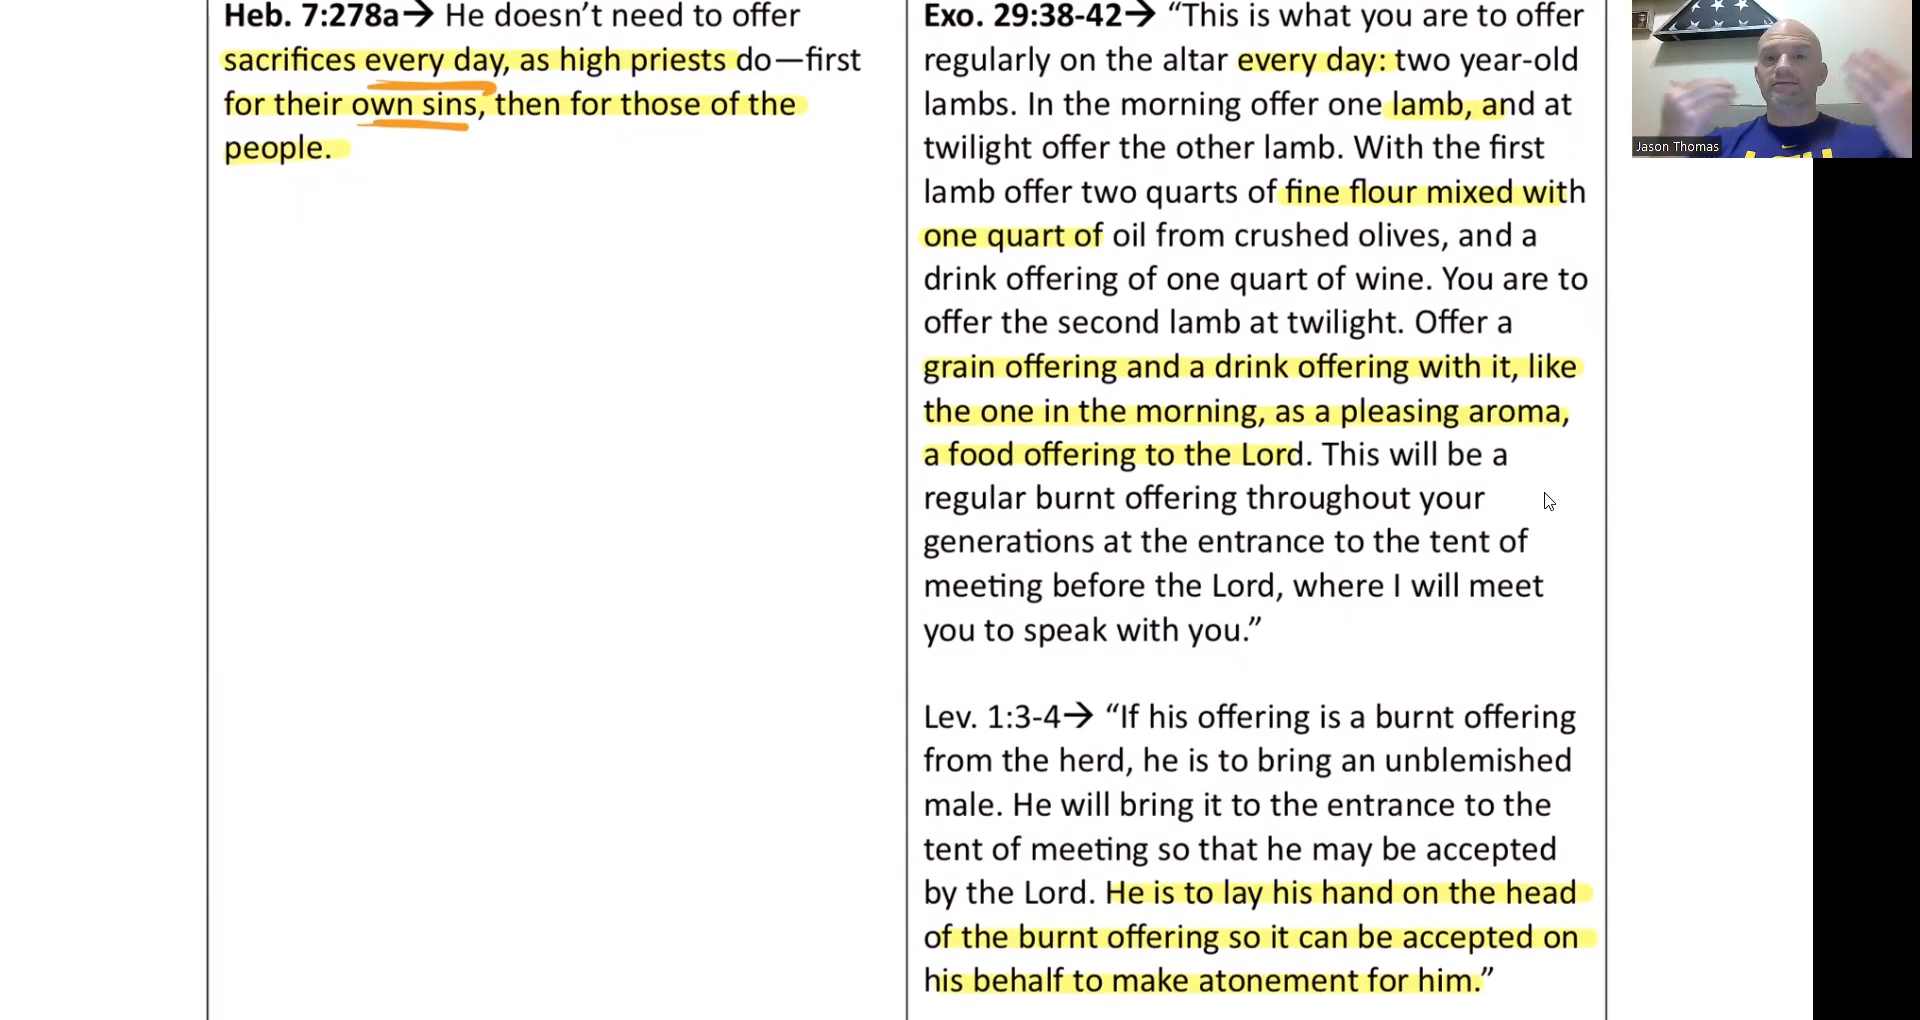 Heb. 7:278a→ He doesn’t need to offer
sacrifices every day, as high priests do—first
for their own sins, then for those of the
people.
Exo. 29:38-42→ “This is what you are to offer
regularly on the altar every day: two year-old
lambs. In the morning offer one lamb, and at
twilight offer the other lamb. With the first
lamb offer two quarts of fine flour mixed with
one quart of oil from crushed olives, and a
drink offering of one quart of wine. You are to
offer the second lamb at twilight. Offer a
grain offering and a drink offering with it, like
the one in the morning, as a pleasing aroma,
a food offering to the Lord. This will be a
regular burnt offering throughout your
generations at the entrance to the tent of
meeting before the Lord, where I will meet
you to speak with you.”
Lev. 1:3-4→ “If his offering is a burnt offering
from the herd, he is to bring an unblemished
male. He will bring it to the entrance to the
tent of meeting so that he may be accepted
by the Lord. He is to lay his hand on the head
of the burnt offering so it can be accepted on
his behalf to make atonement for him.”
Jason Thomas